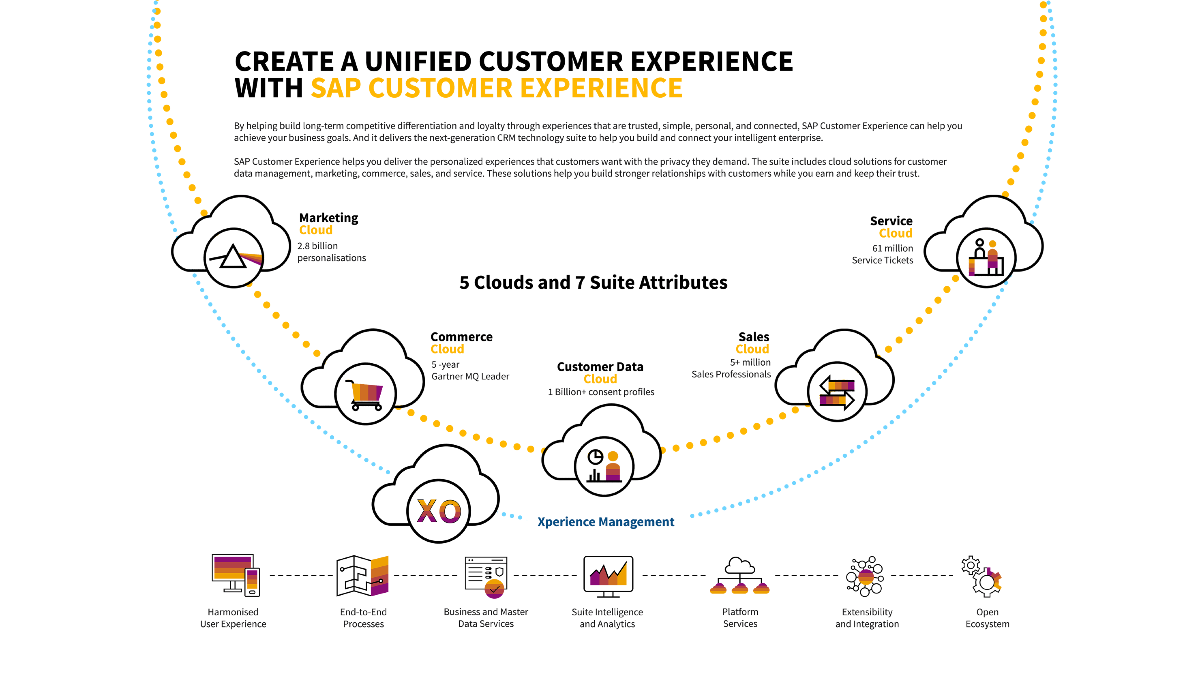 CREATE A UNIFIED CUSTOMER EXPERIENCE
WITH SAP CUSTOMER EXPERIENCE
By helping build long-term competitive differentiation and loyalty through experiences that are trusted, simple, personal, and connected, SAP Customer Experience can help you
achieve your business goals. And it delivers the next-generation CRM technology suite to help you build and connect your intelligent enterprise.
SAP Customer Experience helps you deliver the personalized experiences that customers want with the privacy they demand. The suite includes cloud solutions for customer
data management, marketing, commerce, sales, and service. These solutions help you build stronger relationships with customers while you earn and keep their trust.
Marketing
Cloud
2.8 billion
personalisations
Service
Cloud
61 million
Service Tickets
5 Clouds and 7 Suite Attributes
Commerce
Cloud
5 -year
Gartner MQ Leader
Sales
Cloud
5+ million
Sales Professionals
Customer Data
Cloud
1 Billion+ consent profiles
XO
Xperience Management
Harmonised
User Experience
End-to-End
Processes
Business and Master
Data Services
Suite Intelligence
and Analytics
Platform
Services
Extensibility
and Integration
Open
Ecosystem